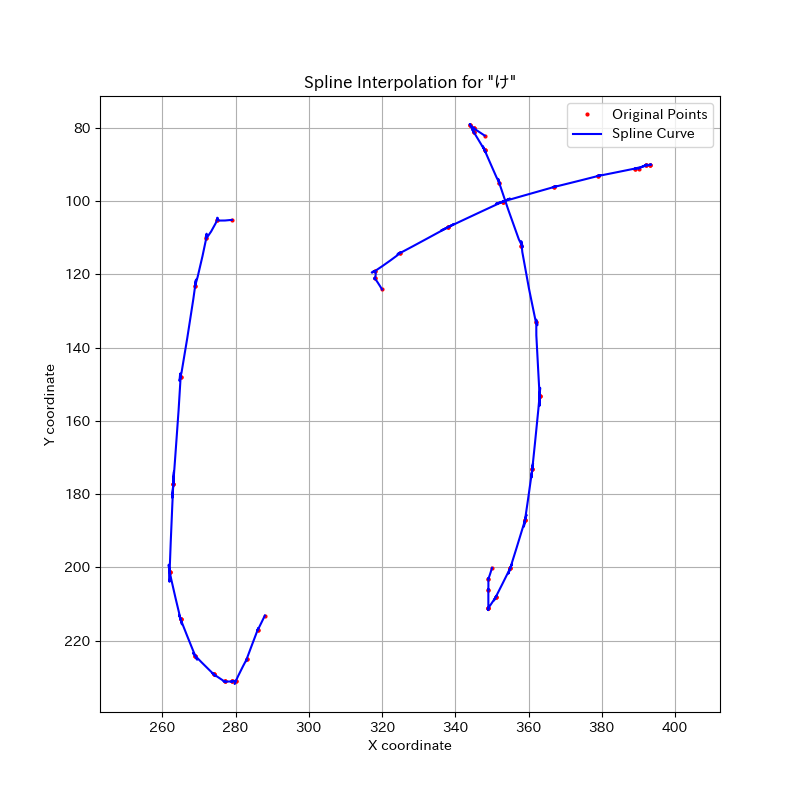 Spline Interpolation for "け"
Original Points
Spline Curve
80
100
120
140
160
180
200
220
Y coordinate
260
280
300
320
340
360
380
400
X coordinate
け